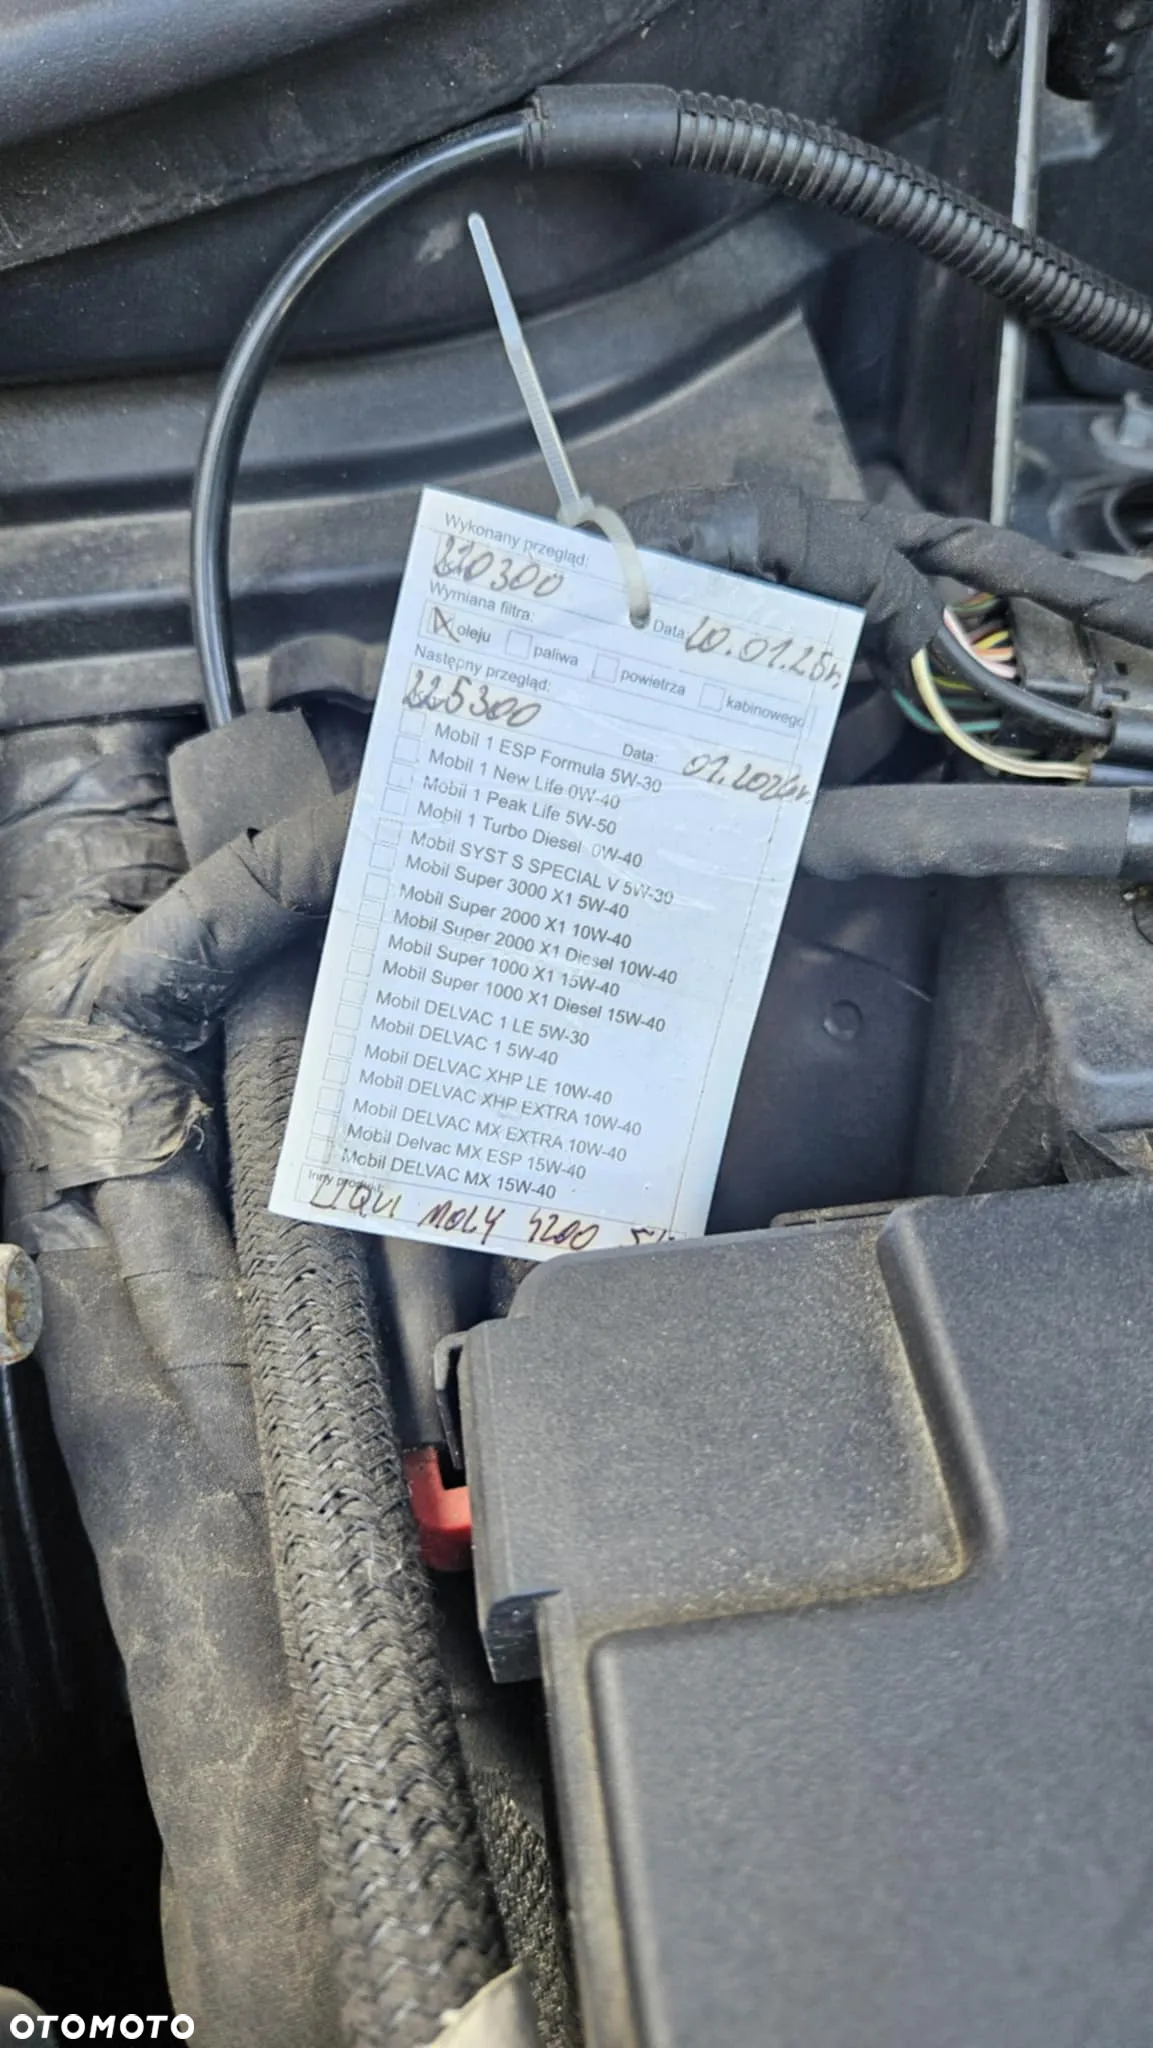 Wykonany przegląd:
220300
Data: 20.01.25r.
Wymiana filtra:
oleju paliwa powietrza kabinowego
Następny przegląd:
225300
Data: 01.2026r.
Mobil 1 ESP Formula 5W-30
Mobil 1 New Life 0W-40
Mobil 1 Peak Life 5W-50
Mobil 1 Turbo Diesel 0W-40
Mobil SYST S SPECIAL V 5W-30
Mobil Super 3000 X1 5W-40
Mobil Super 2000 X1 10W-40
Mobil Super 2000 X1 Diesel 10W-40
Mobil Super 1000 X1 15W-40
Mobil Super 1000 X1 Diesel 15W-40
Mobil DELVAC 1 LE 5W-30
Mobil DELVAC 1 5W-40
Mobil DELVAC XHP LE 10W-40
Mobil DELVAC XHP EXTRA 10W-40
Mobil DELVAC MX EXTRA 10W-40
Mobil Delvac MX ESP 15W-40
Mobil DELVAC MX 15W-40
Inny produkt:
LIQUI MOLY 4200
OTOMOTO